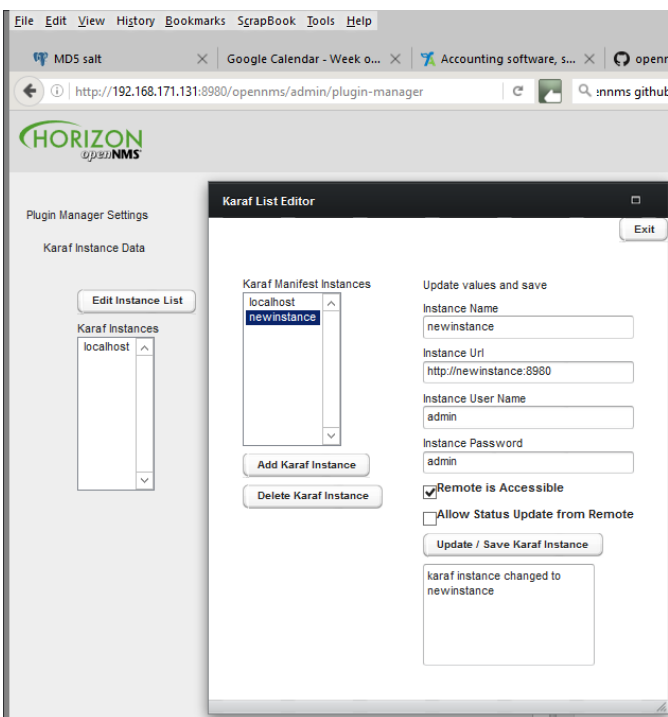 File Edit View History Bookmarks ScrapBook Tools Help
MD5 salt
Google Calendar - Week o...
Accounting software, s...
openn
http://192.168.171.131:8980/opennms/admin/plugin-manager
ennms github
HORIZON
openNMS
Plugin Manager Settings
Karaf Instance Data
Edit Instance List
Karaf Instances
localhost
Karaf List Editor
Exit
Karaf Manifest Instances
localhost
newinstance
Add Karaf Instance
Delete Karaf Instance
Update values and save
Instance Name
newinstance
Instance Url
http://newinstance:8980
Instance User Name
admin
Instance Password
admin
Remote is Accessible
Allow Status Update from Remote
Update / Save Karaf Instance
karaf instance changed to
newinstance